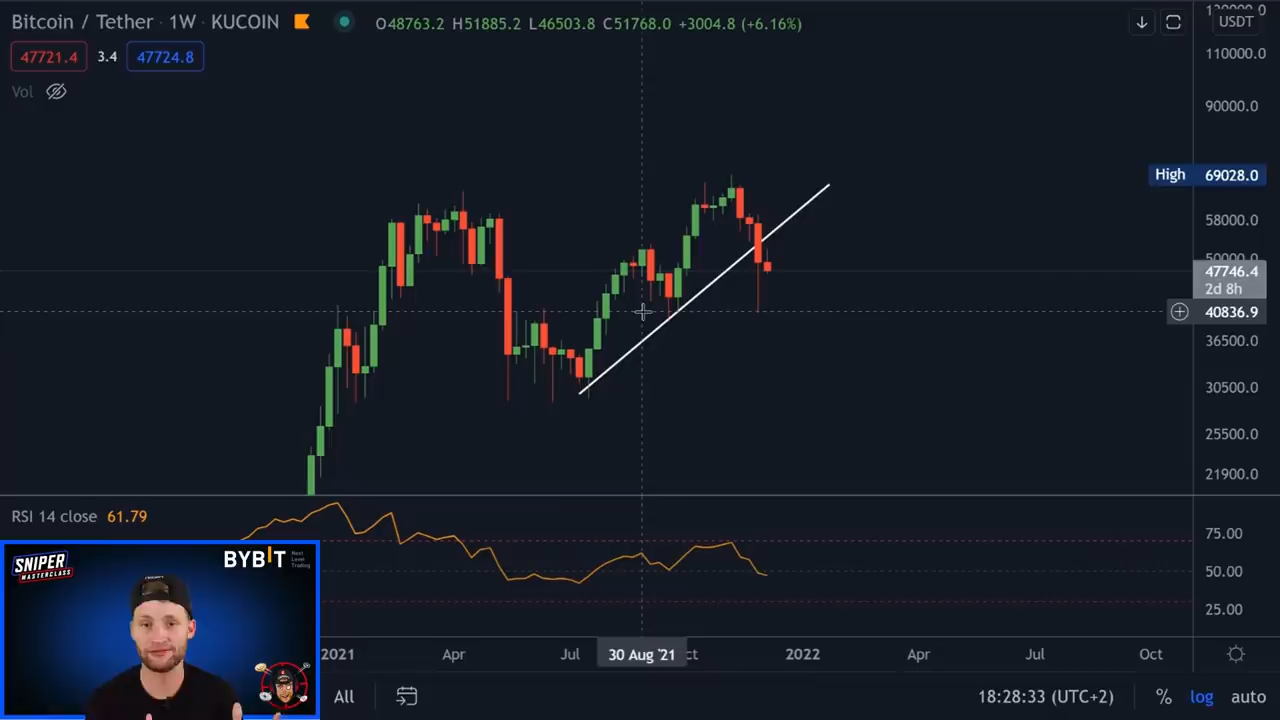 Bitcoin / Tether · 1W · KUCOIN O48763.2 H51885.2 L46503.8 C51768.0 +3004.8 (+6.16%)
USDT
47721.4 3.4 47724.8
Vol
120000.0
110000.0
90000.0
High 69028.0
58000.0
50000.0
47746.4
2d 8h
40836.9
36500.0
30500.0
25500.0
21900.0
RSI 14 close 61.79
75.00
50.00
25.00
SNIPER
MASTERCLASS
BYBIT Next
Level
Trading
2021 Apr Jul 30 Aug '21 ct 2022 Apr Jul Oct
All 18:28:33 (UTC+2) % log auto